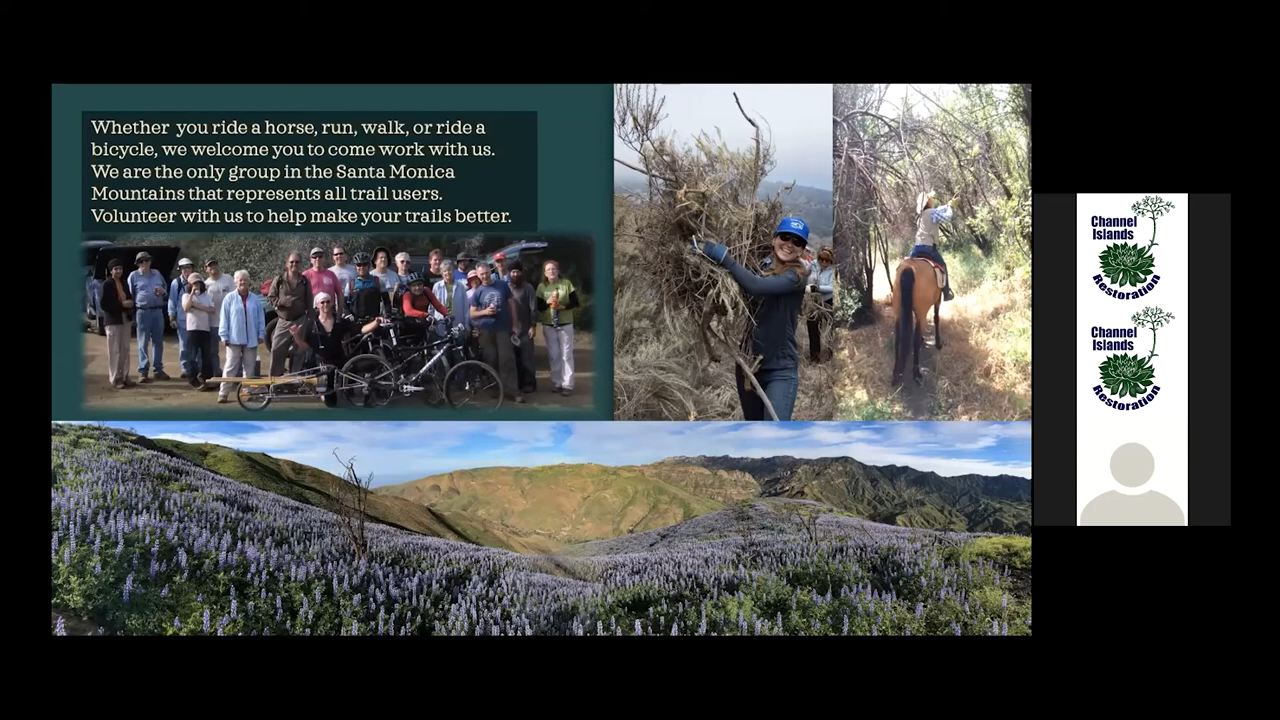 Whether you ride a horse, run, walk, or ride a
bicycle, we welcome you to come work with us.
We are the only group in the Santa Monica
Mountains that represents all trail users.
Volunteer with us to help make your trails better.
Channel
Islands
Restoration
Channel
Islands
Restoration